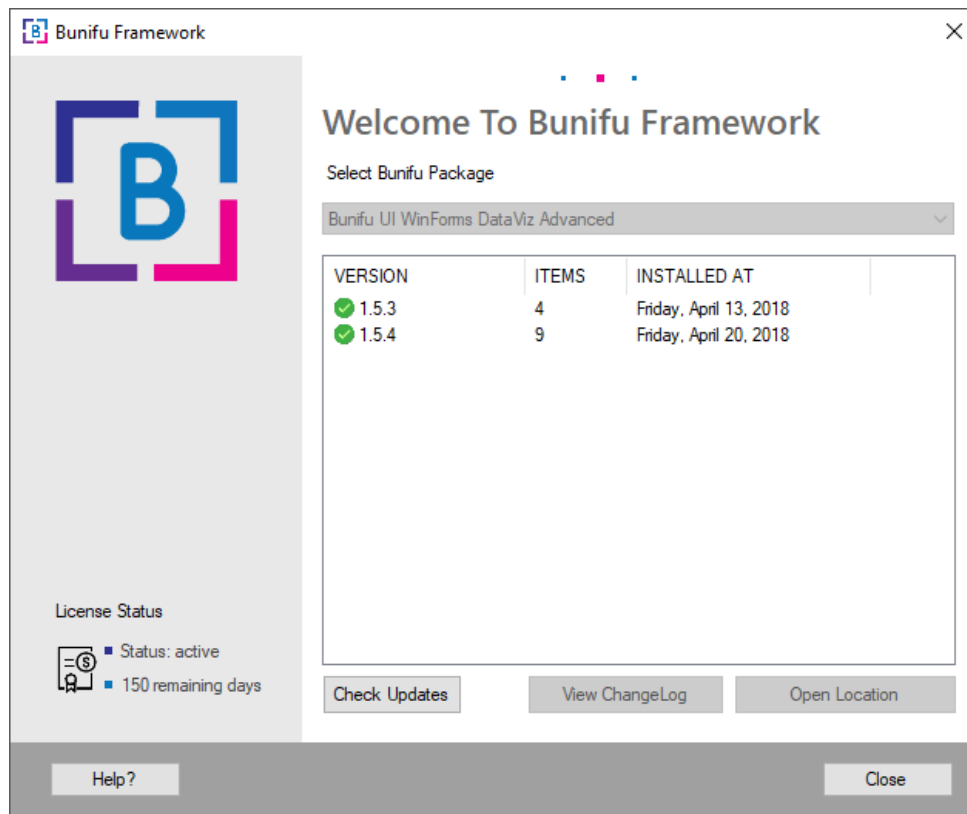 B Bunifu Framework
B
Welcome To Bunifu Framework
Select Bunifu Package
Bunifu UI WinForms DataViz Advanced
VERSION ITEMS INSTALLED AT
1.5.3 4 Friday, April 13, 2018
1.5.4 9 Friday, April 20, 2018
License Status
Status: active
150 remaining days
Check Updates View ChangeLog Open Location
Help? Close